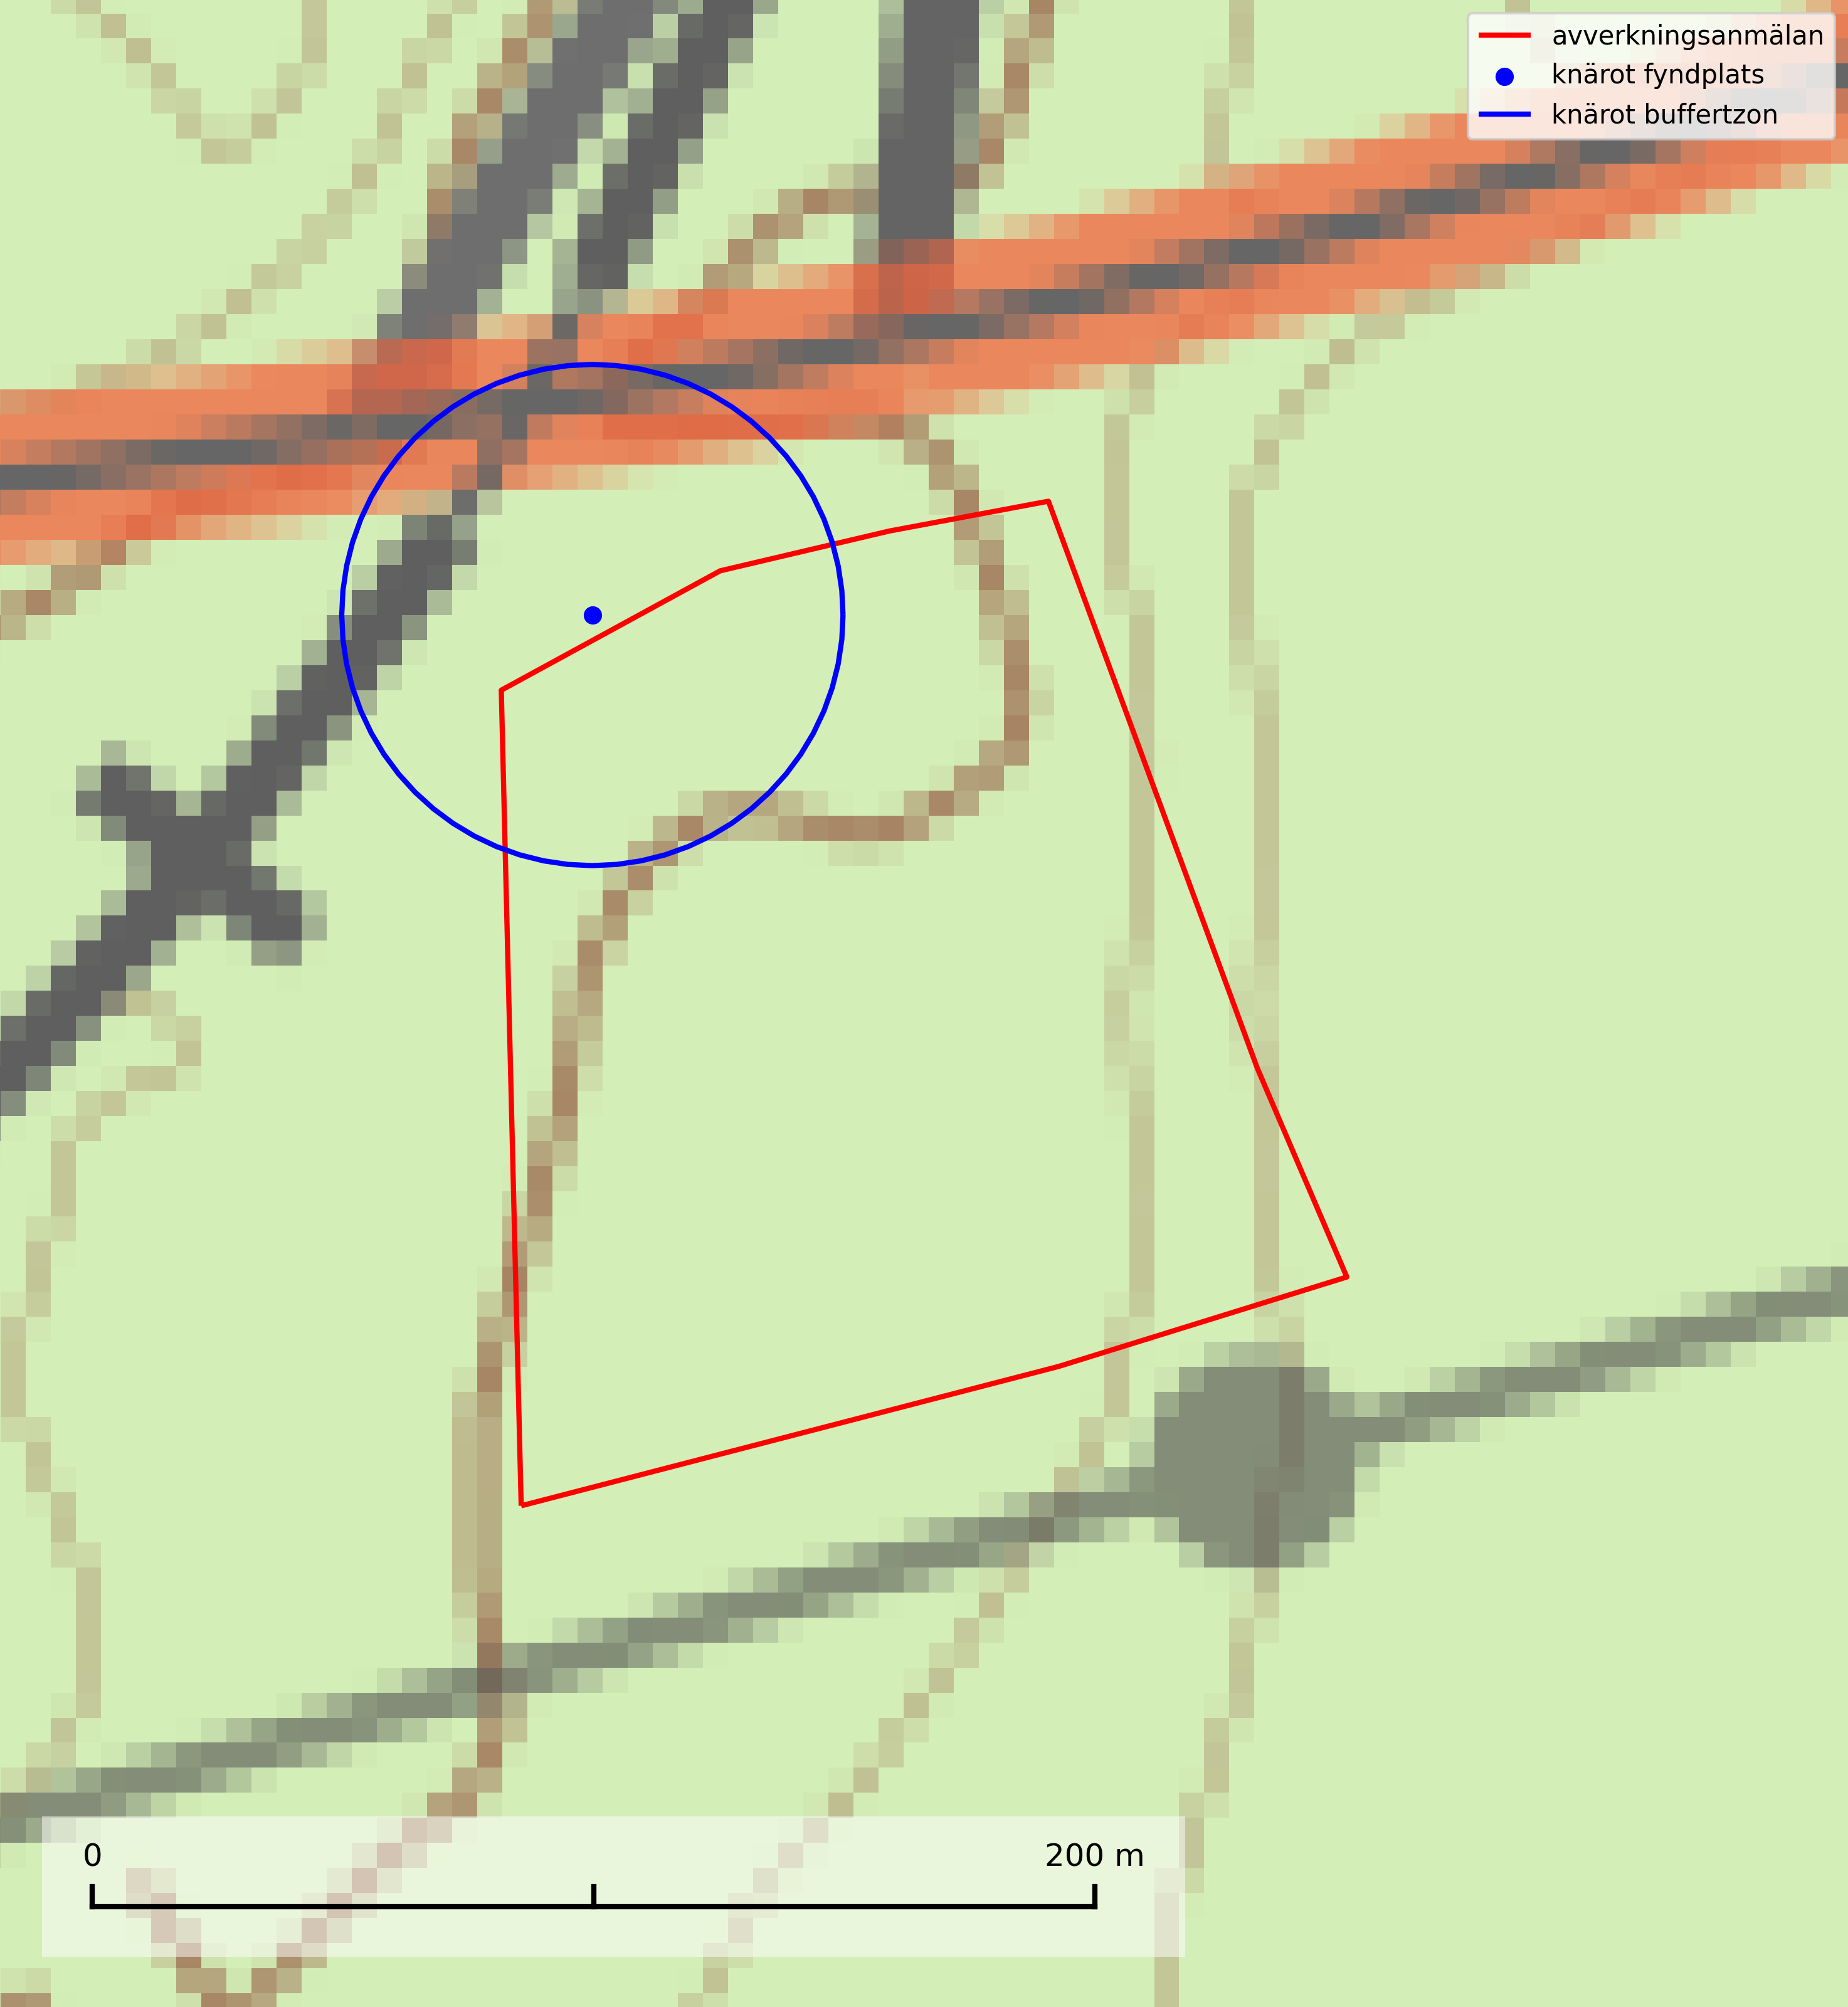 avverkningsanmälan
knärot fyndplats
knärot buffertzon
0 200 m